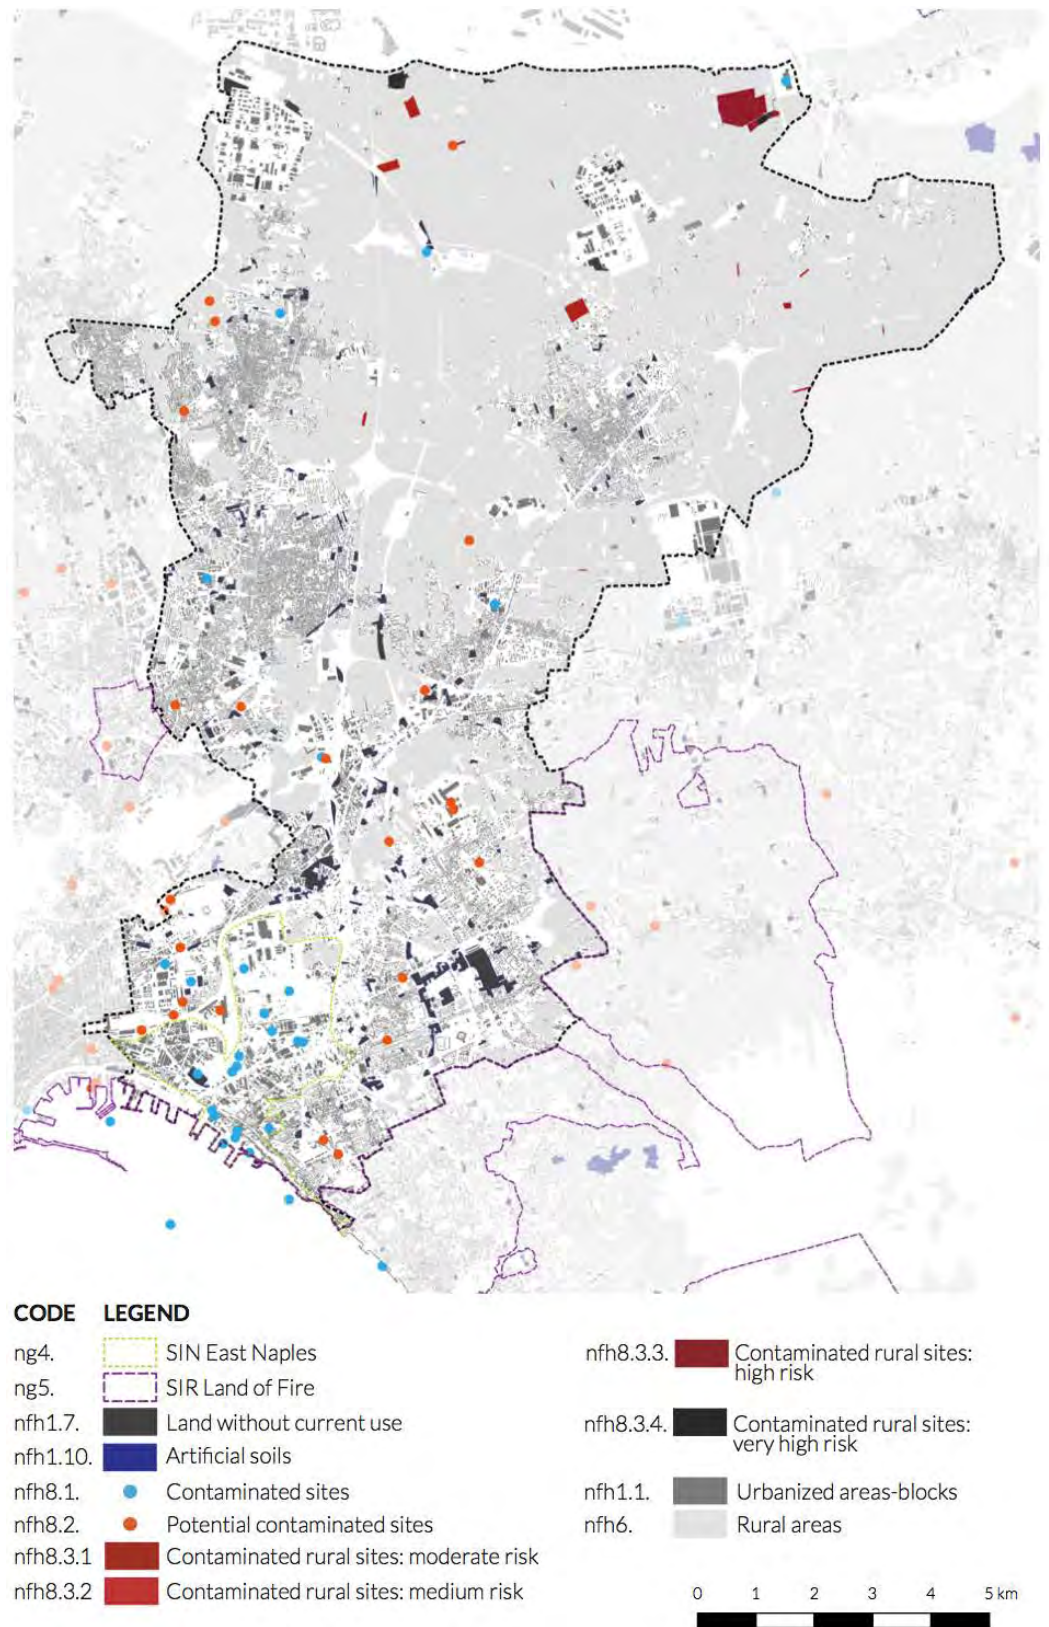 CODE LEGEND
ng4. SIN East Naples
ng5. SIR Land of Fire
nfh1.7. Land without current use
nfh1.10. Artificial soils
nfh8.1. Contaminated sites
nfh8.2. Potential contaminated sites
nfh8.3.1 Contaminated rural sites: moderate risk
nfh8.3.2 Contaminated rural sites: medium risk
nfh8.3.3. Contaminated rural sites:
high risk
nfh8.3.4. Contaminated rural sites:
very high risk
nfh1.1. Urbanized areas-blocks
nfh6. Rural areas
0 1 2 3 4 5 km